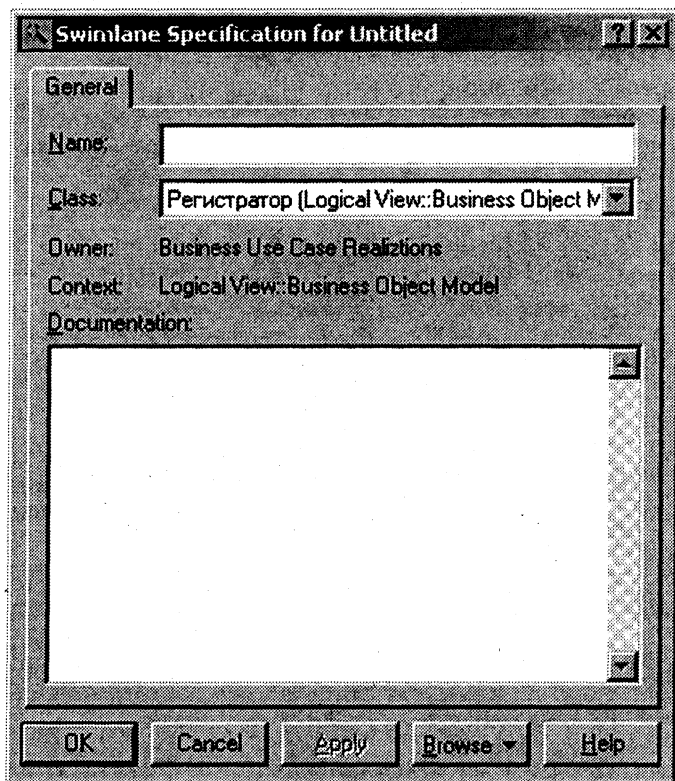 Swimlane Specification for Untitled
General
Name:
Class: Регистратор (Logical View::Business Object M
Owner: Business Use Case Realiztions
Context: Logical View::Business Object Model
Documentation:
OK Cancel Apply Browse Help